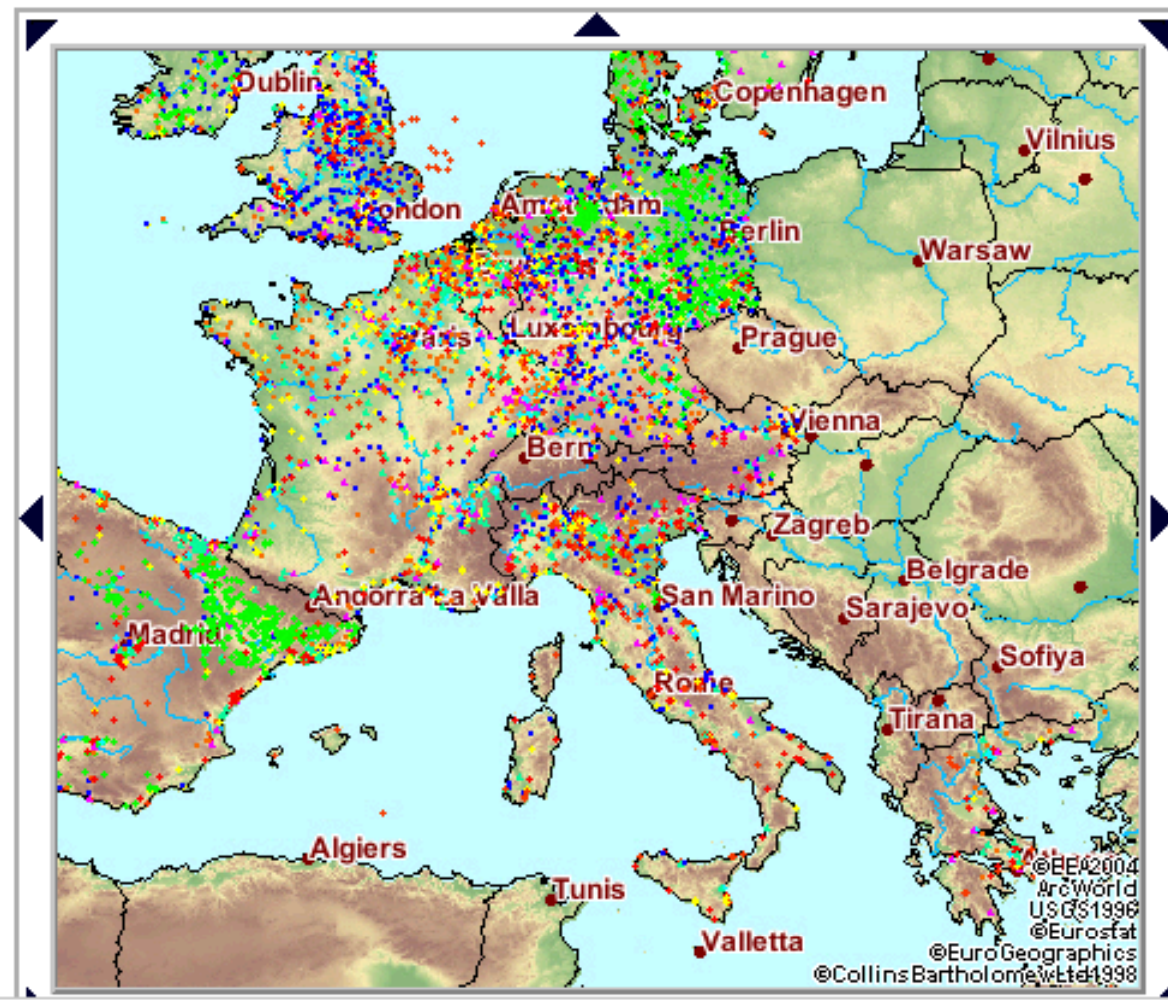 Dublin
Copenhagen
Vilnius
London
Amsterdam
Berlin
Warsaw
Paris
Luxembourg
Prague
Vienna
Bern
Zagreb
Belgrade
Andorra La Valla
San Marino
Sarajevo
Madrid
Sofiya
Rome
Tirana
Algiers
Tunis
Valletta
©EEA2004
ArcWorld
USGS1996
©Eurostat
©EuroGeographics
©CollinsBartholomewLtd1998